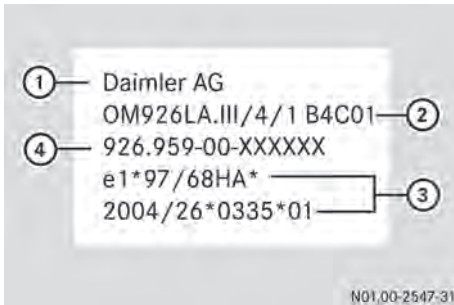 1 Daimler AG
OM926LA.III/4/1 B4C01 2
4 926.959-00-XXXXXX
e1*97/68HA*
3
2004/26*0335*01
N01.00-2547-31